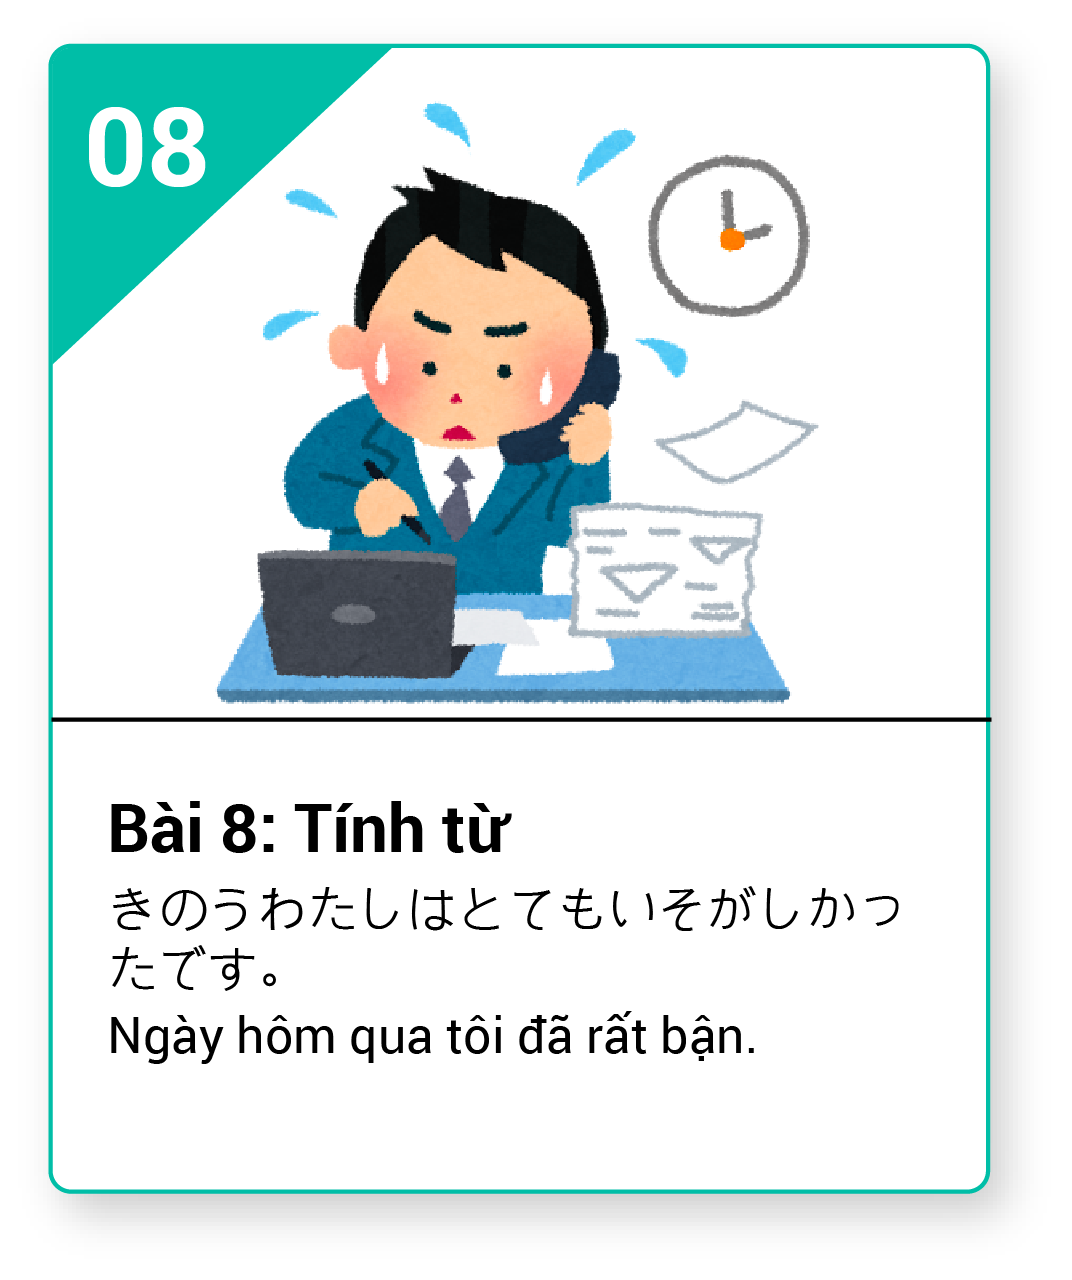 08
Bài 8: Tính từ
きのうわたしはとてもいそがしかっ
たです。
Ngày hôm qua tôi đã rất bận.